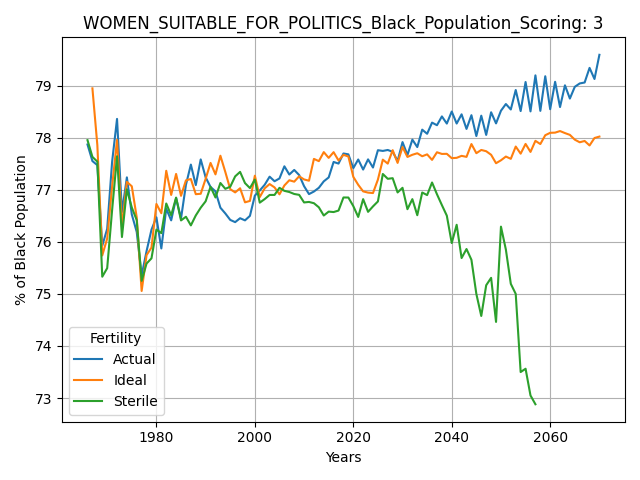 WOMEN_SUITABLE_FOR_POLITICS_Black_Population_Scoring: 3
% of Black Population
79
78
77
76
75
74
73
Fertility
Actual
Ideal
Sterile
1980
2000
2020
2040
2060
Years